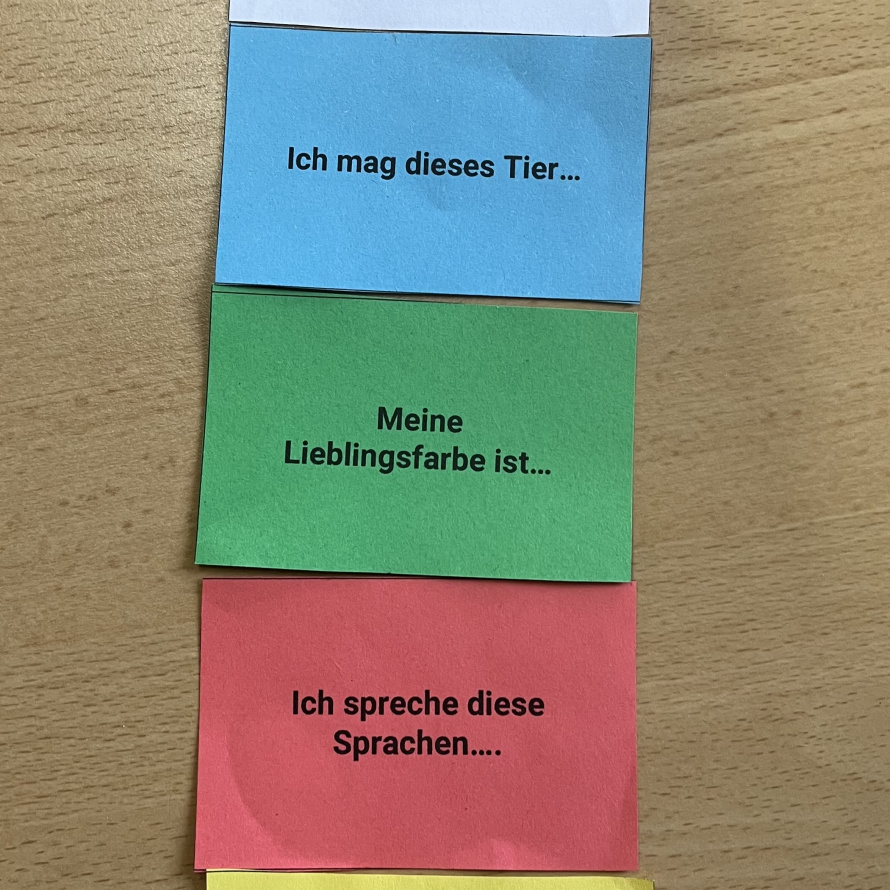 Ich mag dieses Tier...
Meine
Lieblingsfarbe ist...
Ich spreche diese
Sprachen....